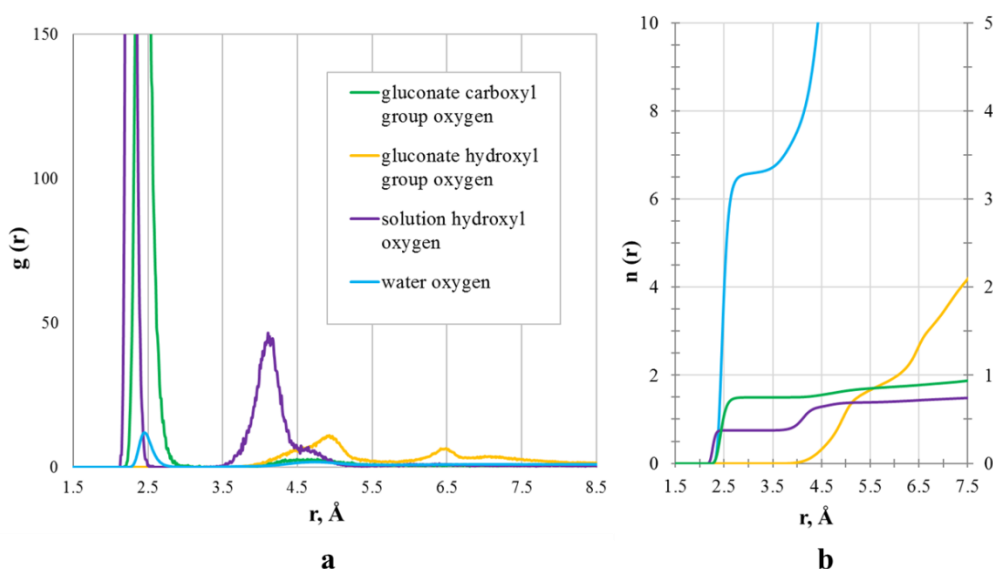 150
100
50
0
g (r)
1.5 2.5 3.5 4.5 5.5 6.5 7.5 8.5
r, Å
gluconate carboxyl
group oxygen
gluconate hydroxyl
group oxygen
solution hydroxyl
oxygen
water oxygen
a
10
8
6
4
2
0
n (r)
5
4
3
2
1
0
1.5 2.5 3.5 4.5 5.5 6.5 7.5
r, Å
b